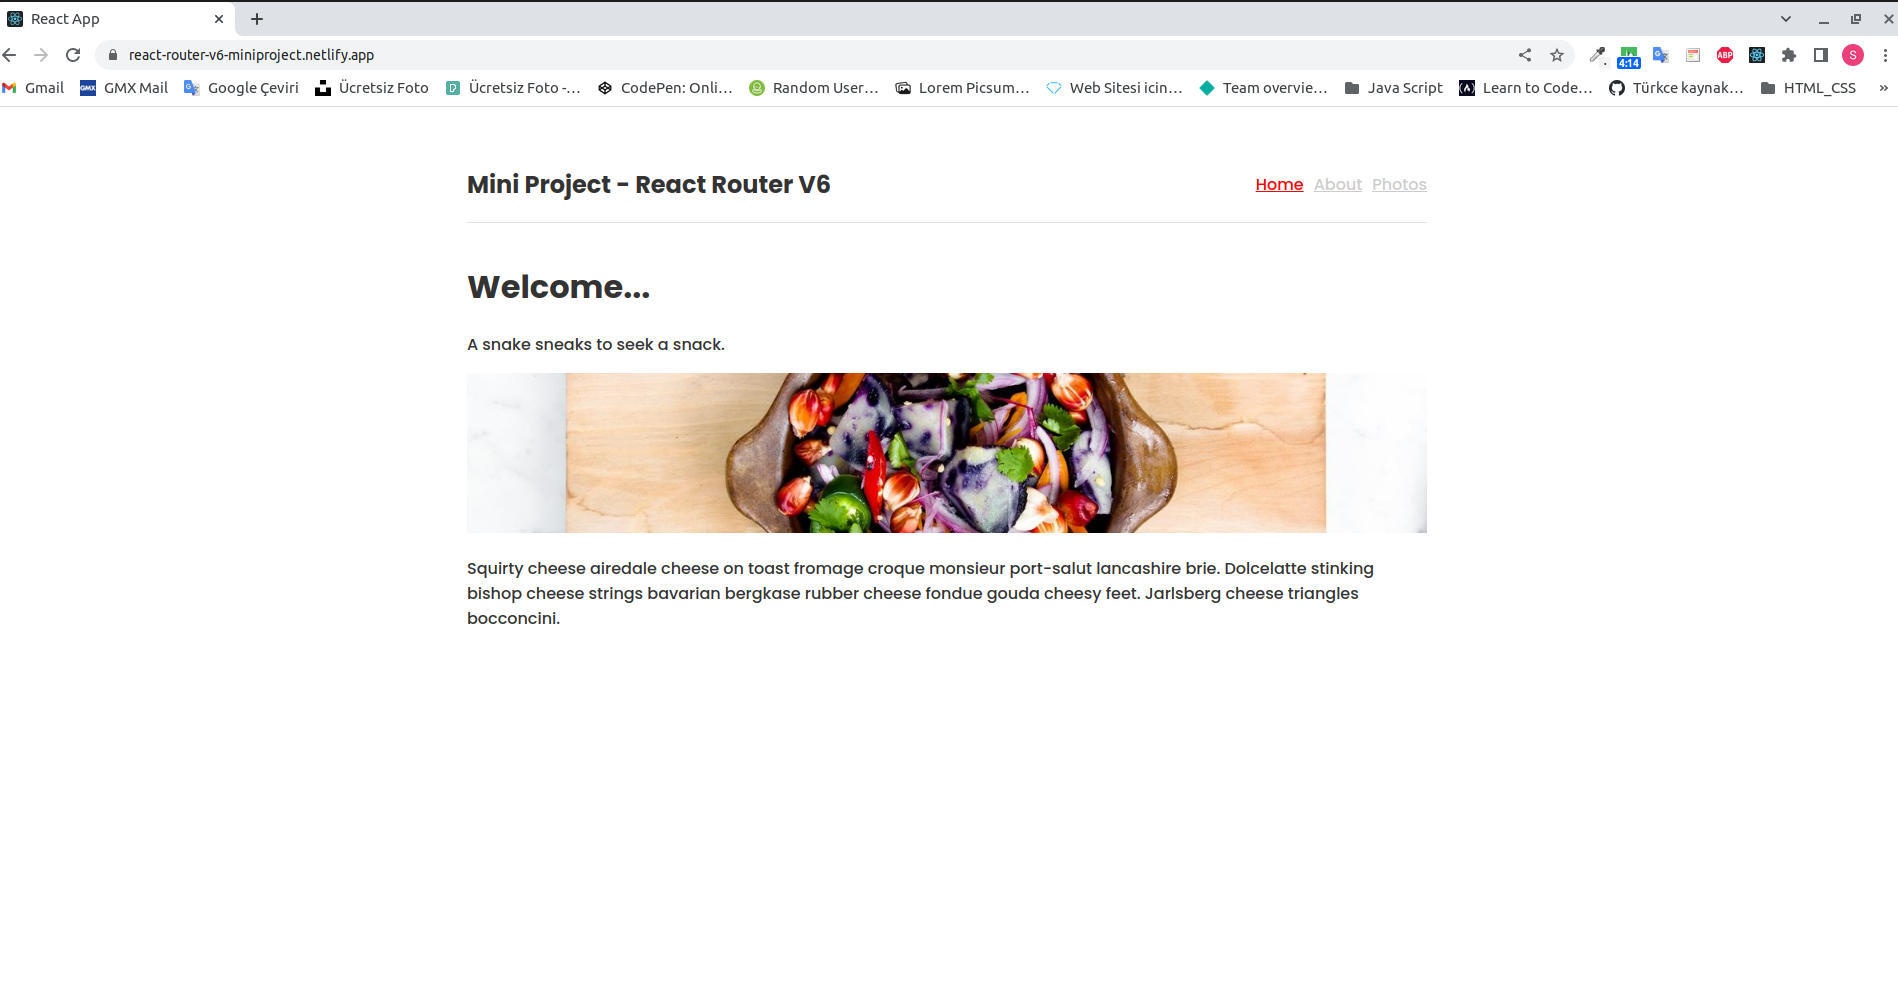 React App
react-router-v6-miniproject.netlify.app
4:14
ABP
S
Gmail
GMX
GMX Mail
Google Çeviri
Ücretsiz Foto
Ücretsiz Foto -...
CodePen: Onli...
Random User...
Lorem Picsum...
Web Sitesi icin...
Team overvie...
Java Script
Learn to Code...
Türkce kaynak...
HTML_CSS
»
Mini Project - React Router V6
Home About Photos
Welcome...
A snake sneaks to seek a snack.
Squirty cheese airedale cheese on toast fromage croque monsieur port-salut lancashire brie. Dolcelatte stinking
bishop cheese strings bavarian bergkase rubber cheese fondue gouda cheesy feet. Jarlsberg cheese triangles
bocconcini.